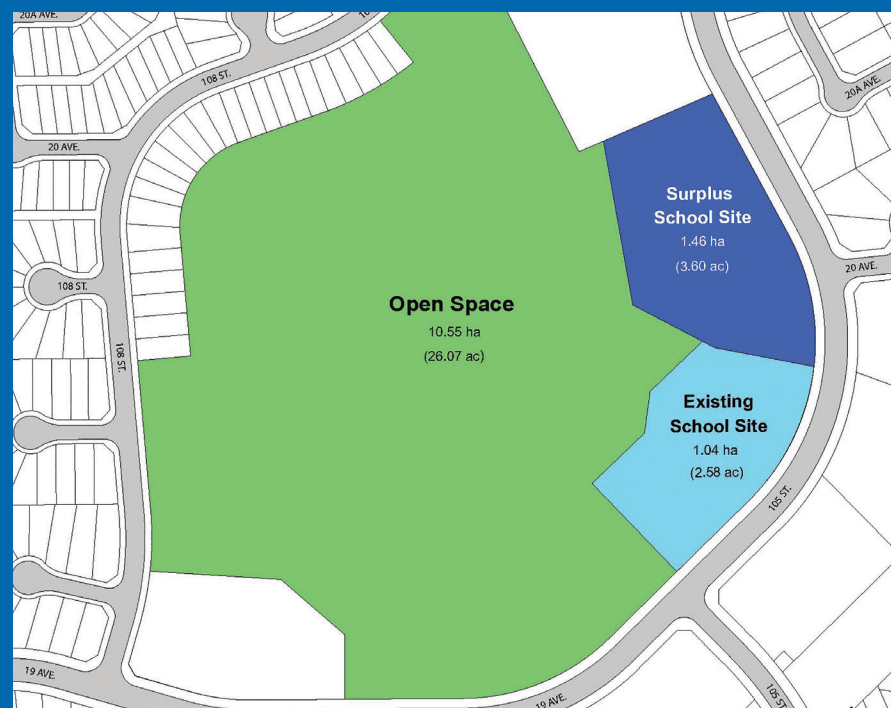 20A AVE.
108 ST.
20A AVE.
20 AVE.
Surplus
School Site
1.46 ha
(3.60 ac)
20 AVE.
108 ST.
Open Space
10.55 ha
(26.07 ac)
108 ST.
Existing
School Site
1.04 ha
(2.58 ac)
105 ST.
19 AVE.
19 AVE.
105 ST.